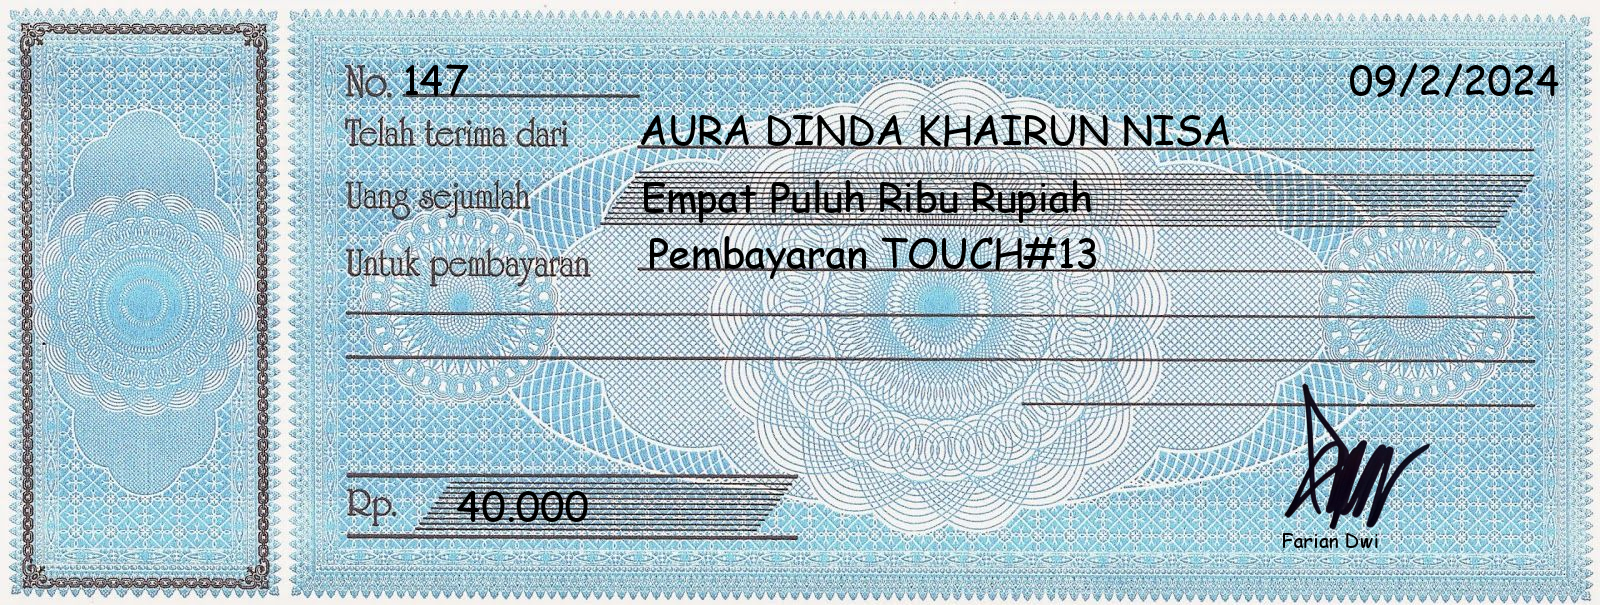 No. 147 09/2/2024
Telah terima dari AURA DINDA KHAIRUN NISA
Uang sejumlah Empat Puluh Ribu Rupiah
Untuk pembayaran Pembayaran TOUCH#13
Rp. 40.000
Farian Dwi